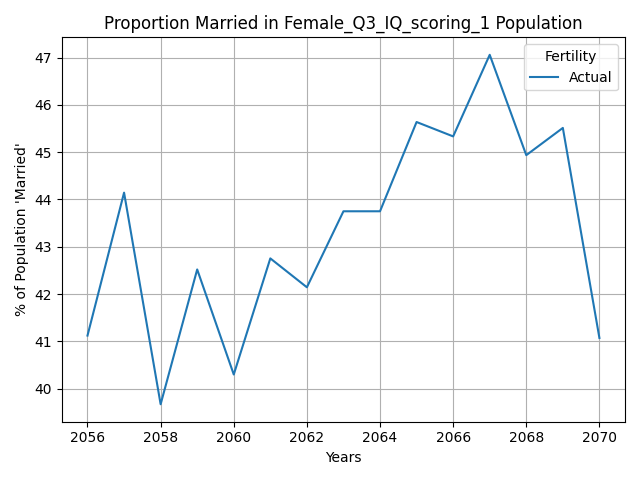 Proportion Married in Female_Q3_IQ_scoring_1 Population
Fertility
Actual
% of Population 'Married'
47
46
45
44
43
42
41
40
2056 2058 2060 2062 2064 2066 2068 2070
Years